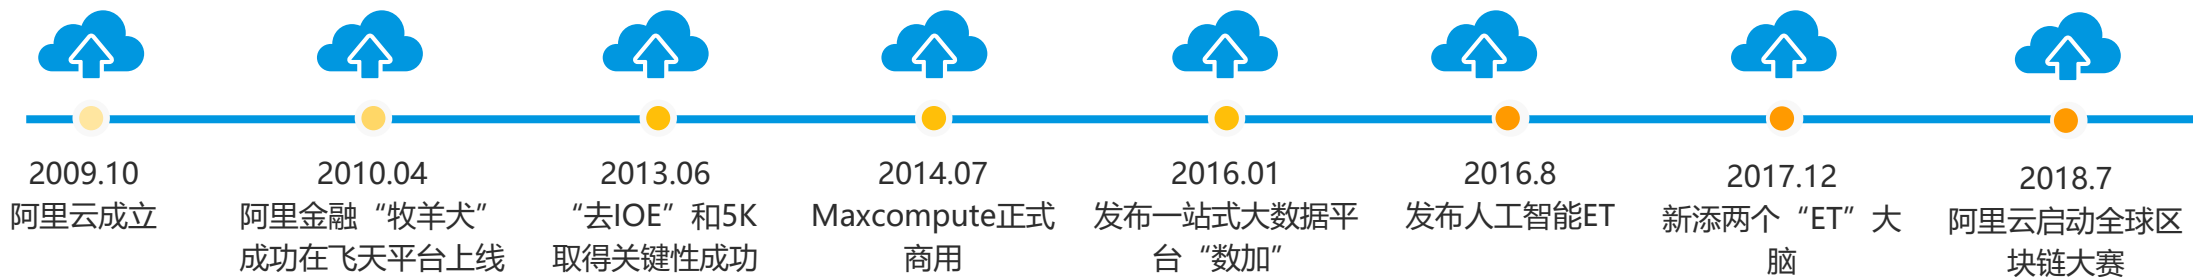 2009.10
阿里云成立
2010.04
阿里金融“牧羊犬”
成功在飞天平台上线
2013.06
“去IOE”和5K
取得关键性成功
2014.07
Maxcompute正式
商用
2016.01
发布一站式大数据平
台“数加”
2016.8
发布人工智能ET
2017.12
新添两个“ET”大
脑
2018.7
阿里云启动全球区
块链大赛